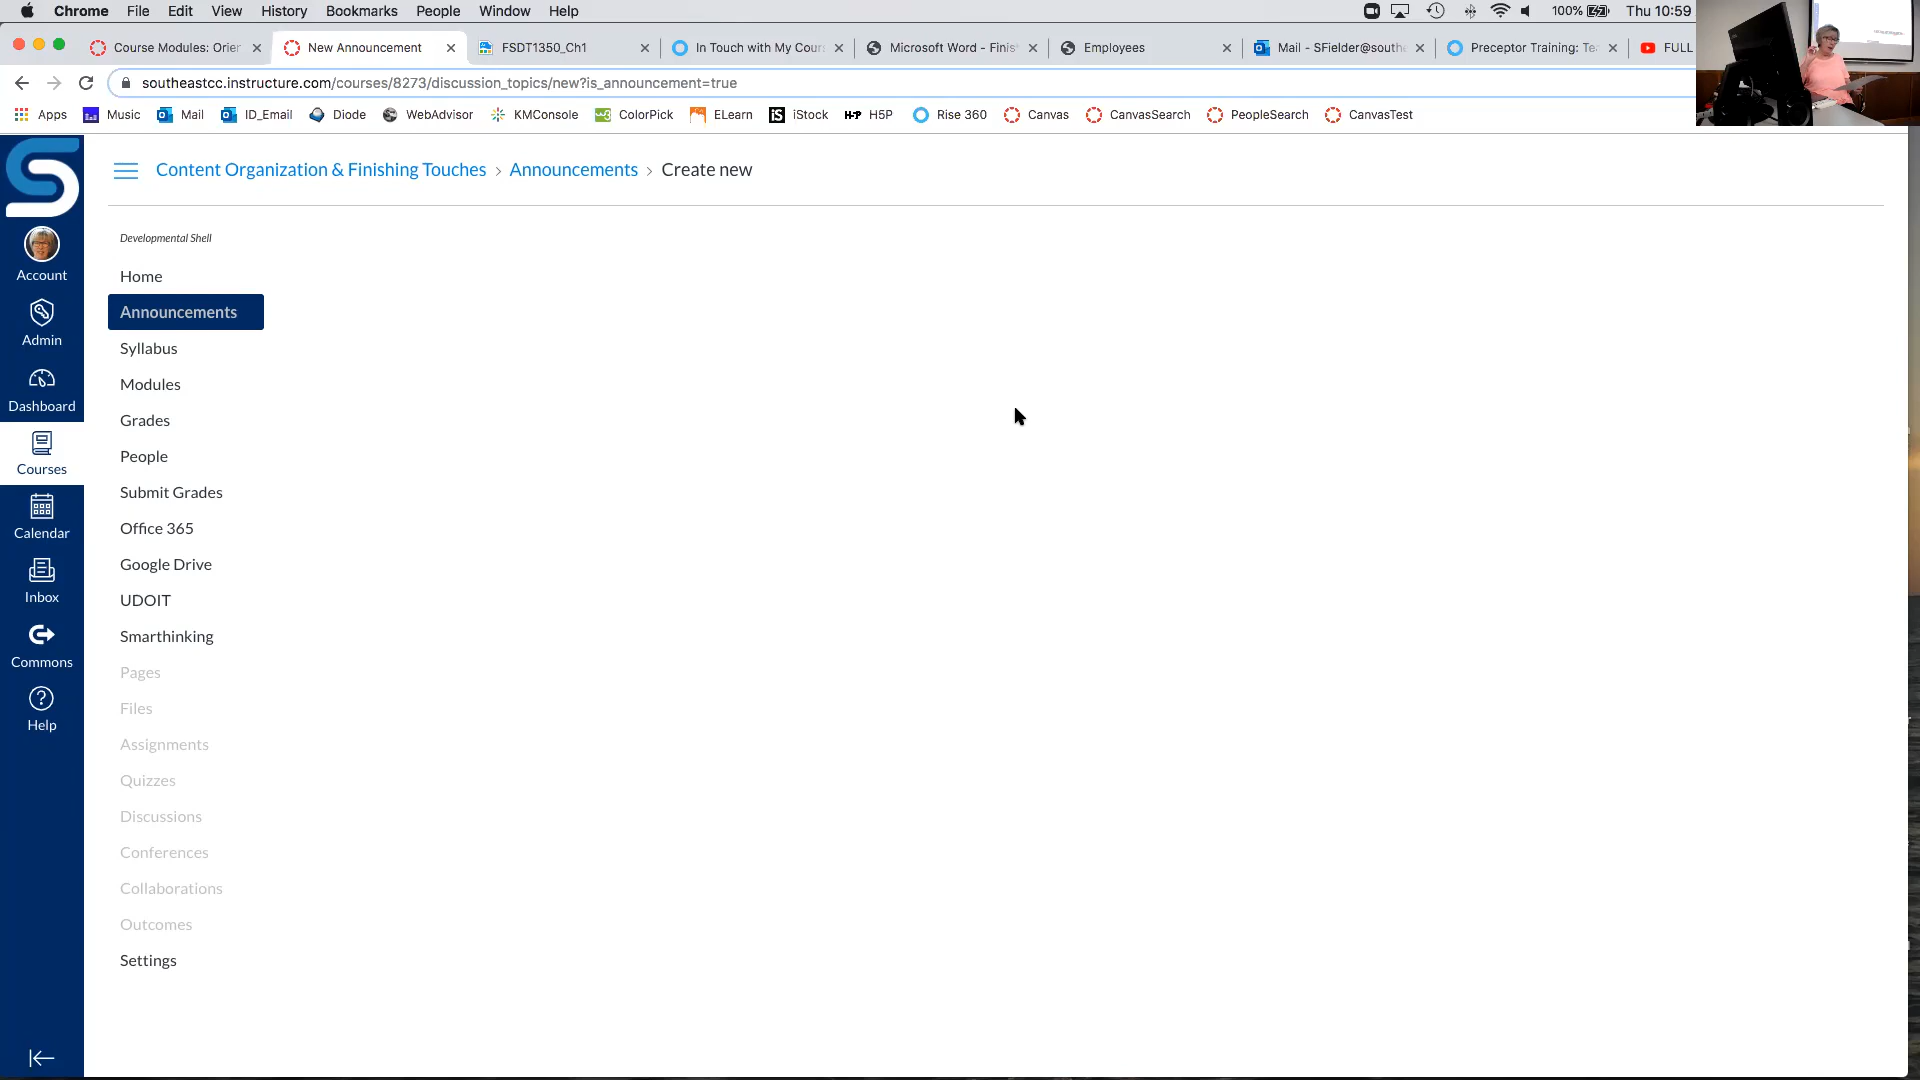 Chrome File Edit View History Bookmarks People Window Help 100% Thu 10:59
Course Modules: Orier New Announcement FSDT1350_Ch1 In Touch with My Cour Microsoft Word - Finis Employees Mail - SFielder@southe Preceptor Training: Te FULL
southeastcc.instructure.com/courses/8273/discussion_topics/new?is_announcement=true
Apps Music Mail ID_Email Diode WebAdvisor KMConsole ColorPick ELearn iStock H5P Rise 360 Canvas CanvasSearch PeopleSearch CanvasTest
Content Organization & Finishing Touches > Announcements > Create new
Developmental Shell
Home
Announcements
Syllabus
Modules
Grades
People
Submit Grades
Office 365
Google Drive
UDOIT
Smarthinking
Pages
Files
Assignments
Quizzes
Discussions
Conferences
Collaborations
Outcomes
Settings
Account
Admin
Dashboard
Courses
Calendar
Inbox
Commons
Help